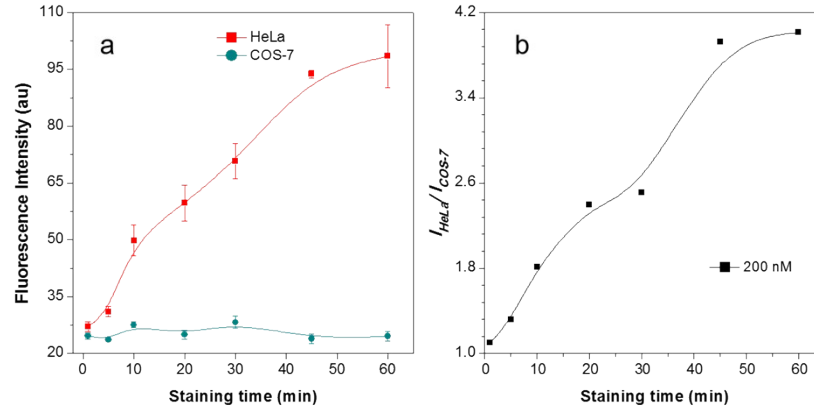 a
HeLa
COS-7
Fluorescence Intensity (au)
110
95
80
65
50
35
20
0 10 20 30 40 50 60
Staining time (min)
b
200 nM
I_HeLa / I_COS-7
4.2
3.4
2.6
1.8
1.0
0 10 20 30 40 50 60
Staining time (min)